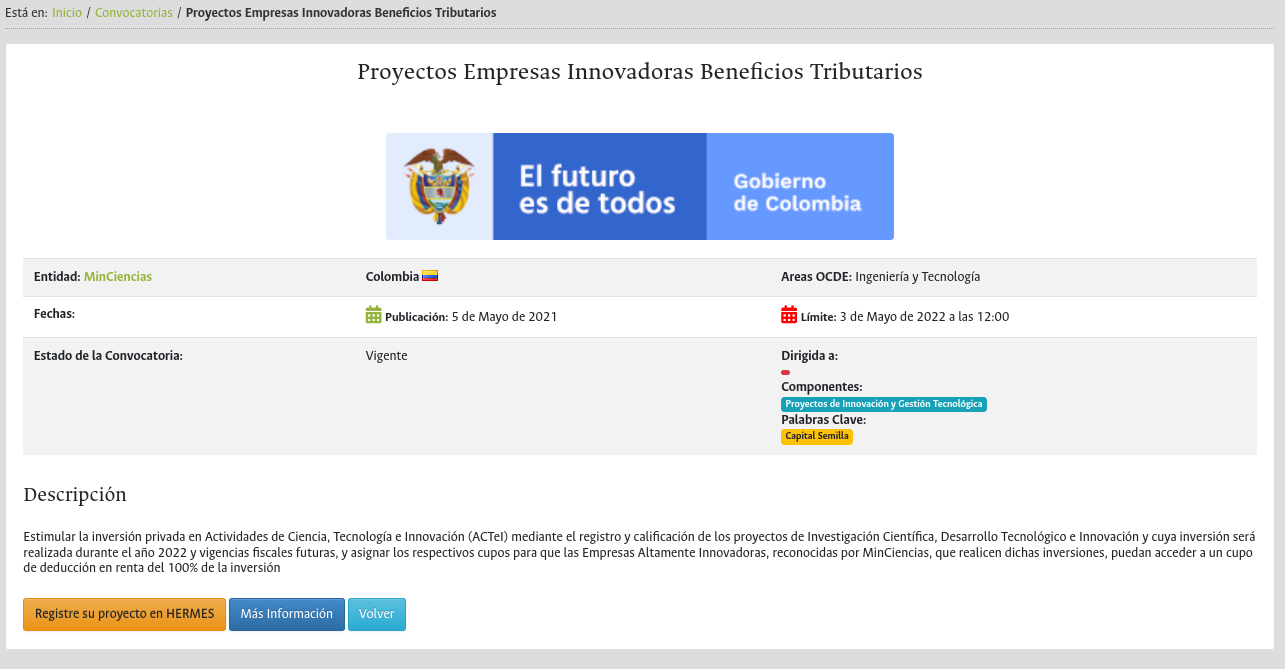 Está en: Inicio / Convocatorias / Proyectos Empresas Innovadoras Beneficios Tributarios
Proyectos Empresas Innovadoras Beneficios Tributarios
El futuro
es de todos
Gobierno
de Colombia
Entidad: MinCiencias
Colombia
Areas OCDE: Ingeniería y Tecnología
Fechas:
Publicación: 5 de Mayo de 2021
Límite: 3 de Mayo de 2022 a las 12:00
Estado de la Convocatoria:
Vigente
Dirigida a:
Componentes:
Proyectos de Innovación y Gestión Tecnológica
Palabras Clave:
Capital Semilla
Descripción
Estimular la inversión privada en Actividades de Ciencia, Tecnología e Innovación (ACTeI) mediante el registro y calificación de los proyectos de Investigación Científica, Desarrollo Tecnológico e Innovación y cuya inversión será
realizada durante el año 2022 y vigencias fiscales futuras, y asignar los respectivos cupos para que las Empresas Altamente Innovadoras, reconocidas por MinCiencias, que realicen dichas inversiones, puedan acceder a un cupo
de deducción en renta del 100% de la inversión
Registre su proyecto en HERMES
Más Información
Volver